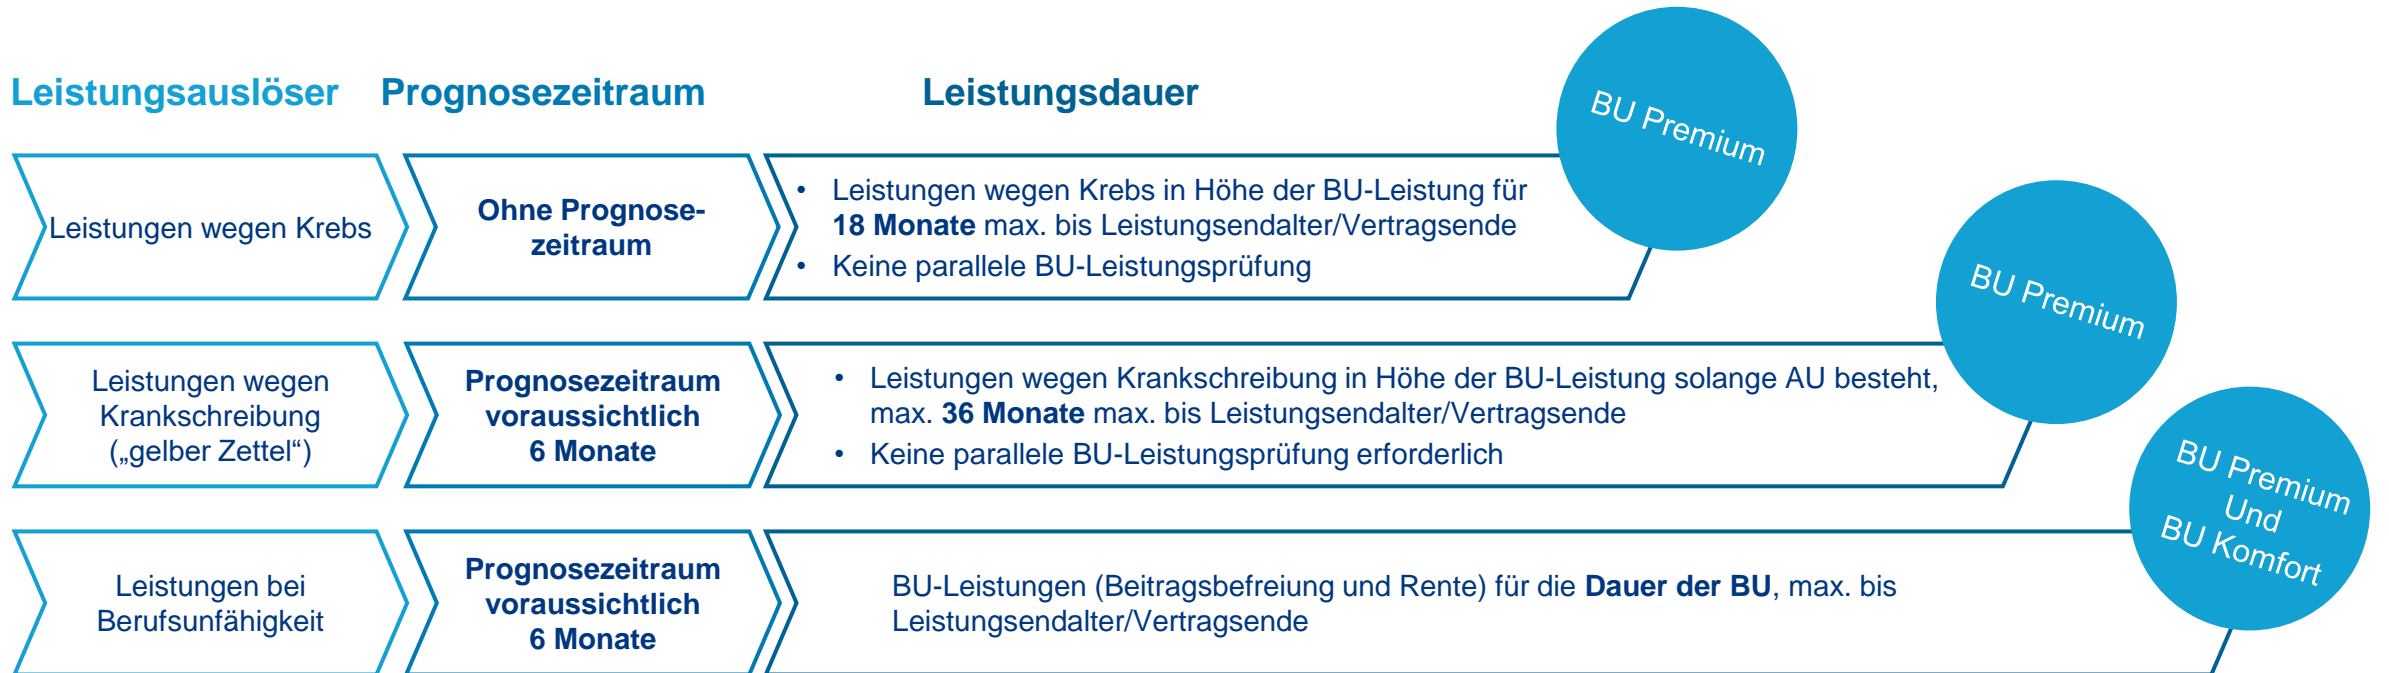 Leistungsauslöser Prognosezeitraum Leistungsdauer
Leistungen wegen Krebs
Ohne Prognose-
zeitraum
• Leistungen wegen Krebs in Höhe der BU-Leistung für
18 Monate max. bis Leistungsendalter/Vertragsende
• Keine parallele BU-Leistungsprüfung
BU Premium
Leistungen wegen
Krankschreibung
(„gelber Zettel“)
Prognosezeitraum
voraussichtlich
6 Monate
• Leistungen wegen Krankschreibung in Höhe der BU-Leistung solange AU besteht,
max. 36 Monate max. bis Leistungsendalter/Vertragsende
• Keine parallele BU-Leistungsprüfung erforderlich
BU Premium
Leistungen bei
Berufsunfähigkeit
Prognosezeitraum
voraussichtlich
6 Monate
BU-Leistungen (Beitragsbefreiung und Rente) für die Dauer der BU, max. bis
Leistungsendalter/Vertragsende
BU Premium
Und
BU Komfort